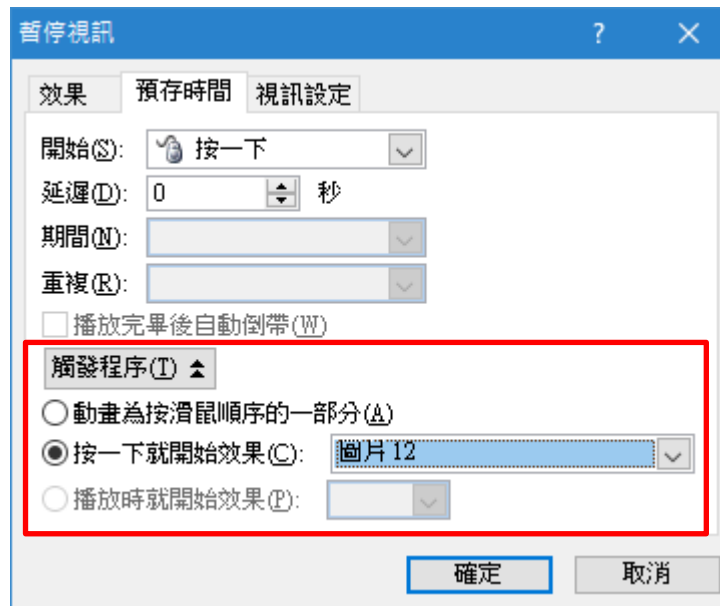 暫停視訊 ?
效果 預存時間 視訊設定
開始(S): 按一下
延遲(D): 0 秒
期間(N):
重複(R):
播放完畢後自動倒帶(W)
觸發程序(T)
動畫為按滑鼠順序的一部分(A)
按一下就開始效果(C): 圖片 12
播放時就開始效果(P):
確定 取消